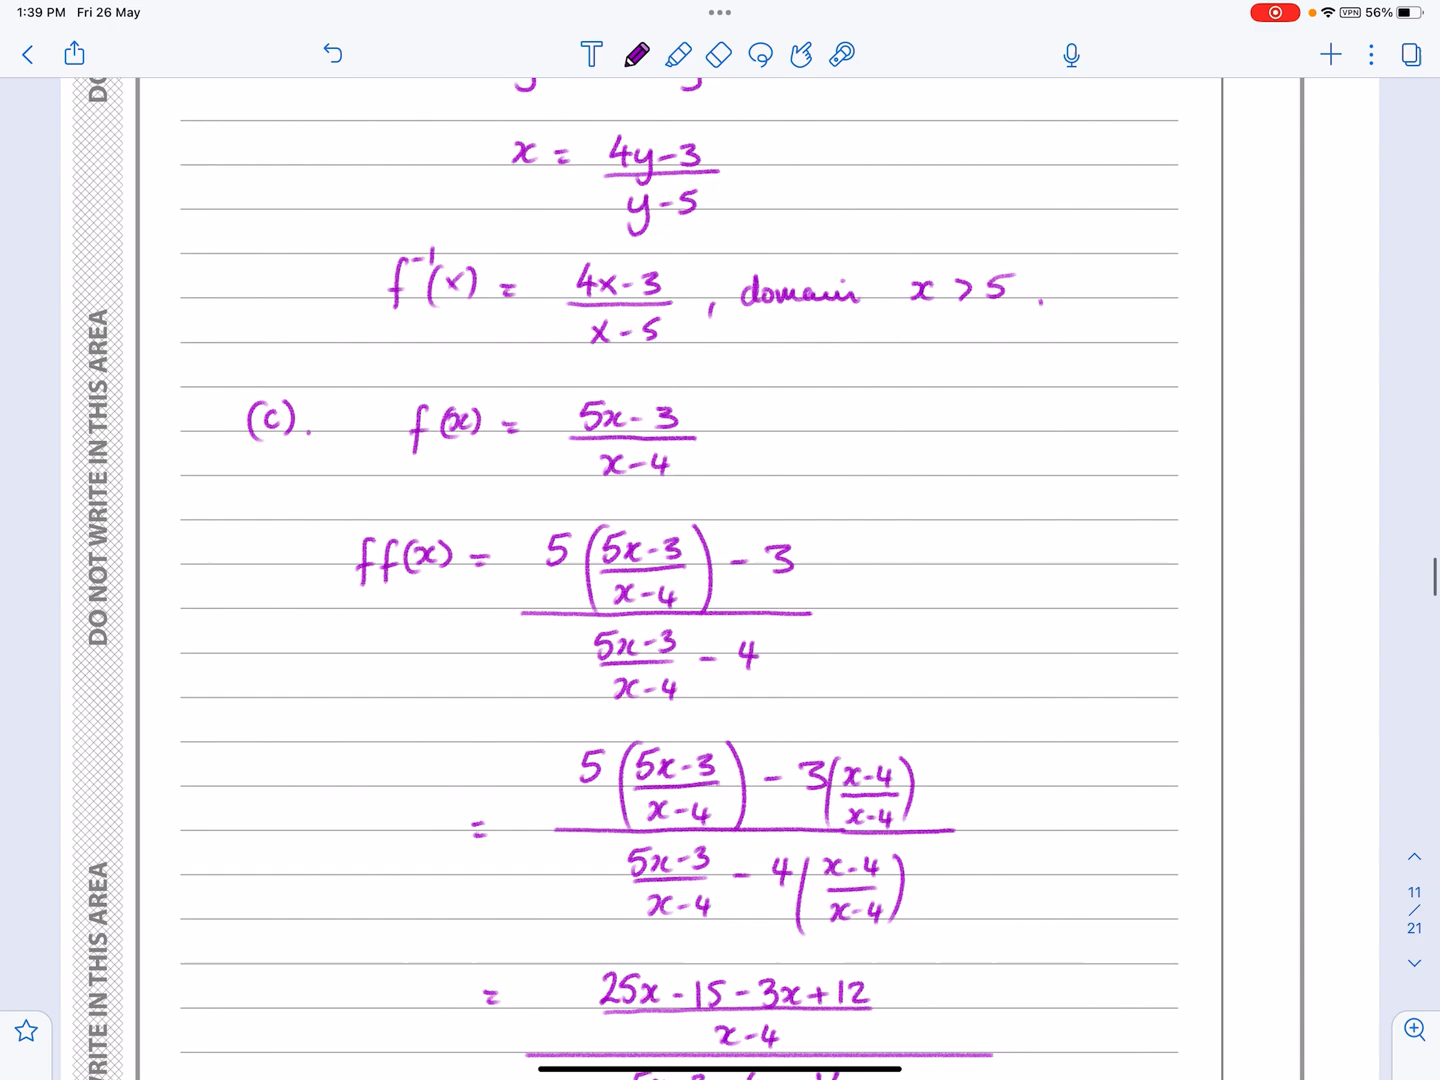 1:39 PM Fri 26 May
VPN 56%
T
x = 4y-3
y-5
f⁻¹(x) = 4x-3 , domain x > 5 .
x-5
(c). f(x) = 5x-3
x-4
ff(x) = 5(5x-3/x-4) - 3
5x-3/x-4 - 4
= 5(5x-3/x-4) - 3(x-4/x-4)
5x-3/x-4 - 4(x-4/x-4)
= 25x-15-3x+12
x-4
DO
DO NOT WRITE IN THIS AREA
WRITE IN THIS AREA
11
/
21